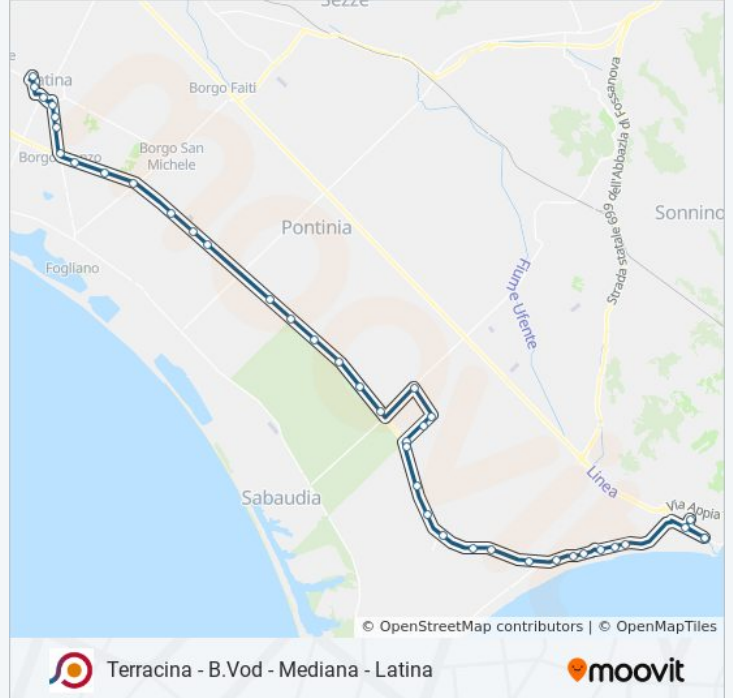 Sezze
Latina
Borgo Faiti
Borgo San
Michele
Pontinia
Sonnino
Strada statale 699 dell'Abbazia di Fossanova
Fogliano
Fiume Ufente
Sabaudia
Linea
Via Appia
moovit
© OpenStreetMap contributors | © OpenMapTiles
Terracina - B.Vod - Mediana - Latina
moovit